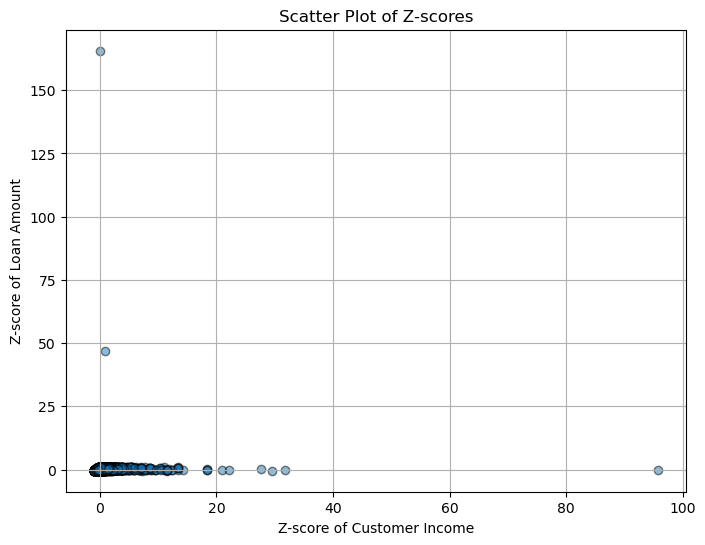 Scatter Plot of Z-scores
150
125
100
75
50
25
0
Z-score of Loan Amount
0 20 40 60 80 100
Z-score of Customer Income